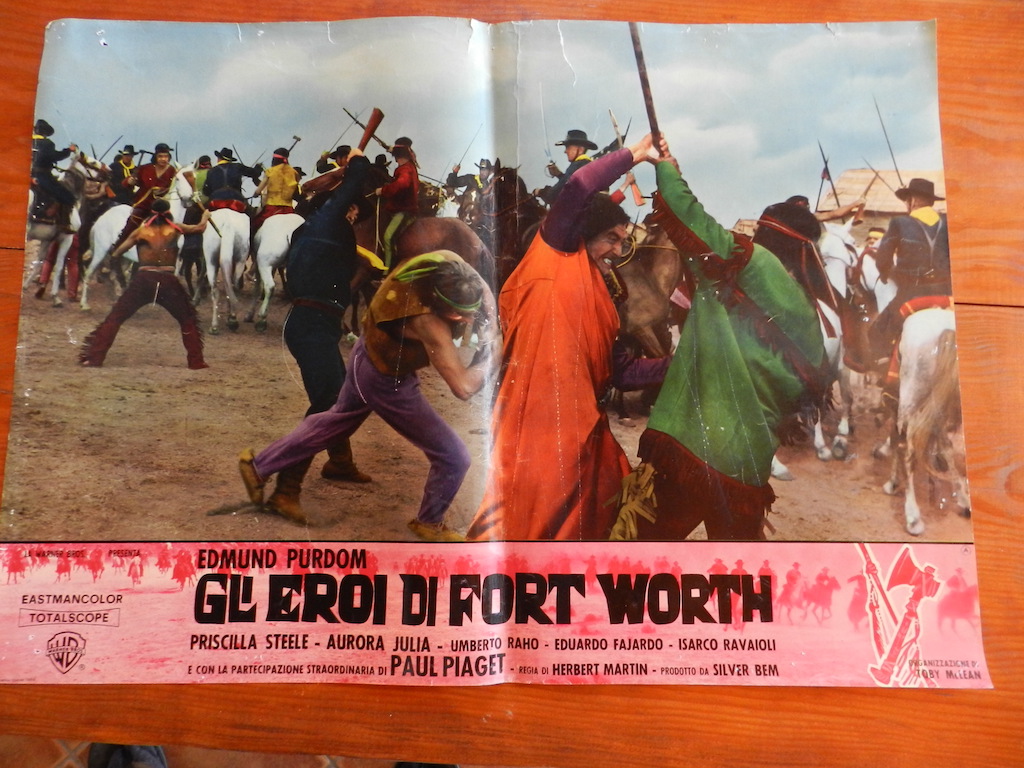 LA WARNER BROS. PRESENTA
EDMUND PURDOM
GLI EROI DI FORT WORTH
EASTMANCOLOR
TOTALSCOPE
WB
PRISCILLA STEELE - AURORA JULIA - UMBERTO RAHO - EDUARDO FAJARDO - ISARCO RAVAIOLI
E CON LA PARTECIPAZIONE STRAORDINARIA DI PAUL PIAGET - REGIA DI HERBERT MARTIN - PRODOTTO DA SILVER BEM
ORGANIZZAZIONE DI
TOBY McLEAN